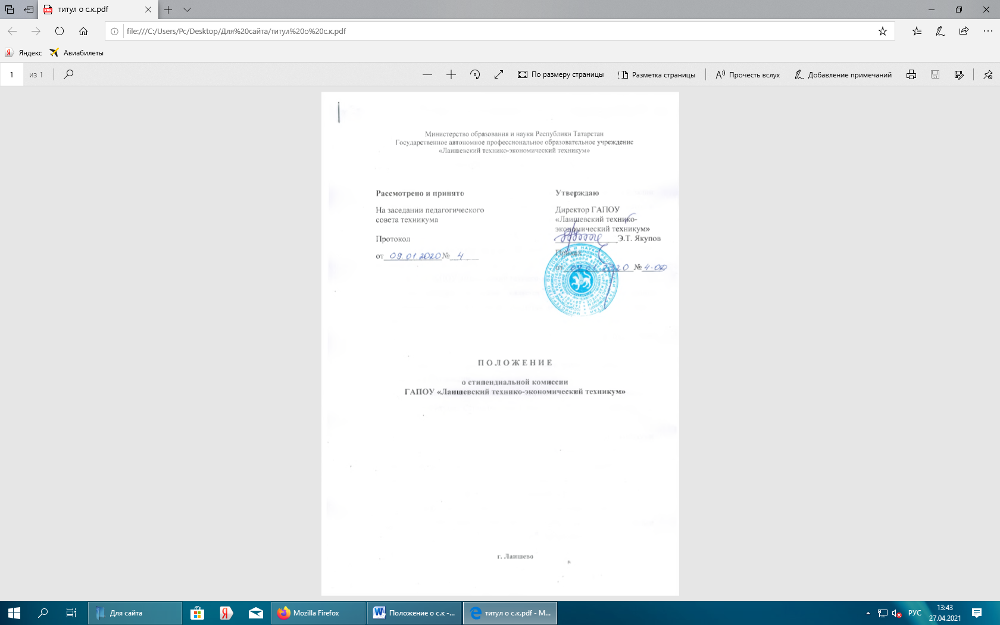 титул о с.к.pdf
file:///C:/Users/Pc/Desktop/Для%20сайта/титул%20о%20с.к.pdf
Яндекс Авиабилеты
1 из 1 По размеру страницы Разметка страницы Прочесть вслух Добавление примечаний
Министерство образования и науки Республики Татарстан
Государственное автономное профессиональное образовательное учреждение
«Лаишевский технико-экономический техникум»
Рассмотрено и принято
На заседании педагогического
совета техникума
Протокол
от 09.01.2020 № 4
Утверждаю
Директор ГАПОУ
«Лаишевский технико-
экономический техникум»
Э.Т. Якупов
Приказ
от 09.01.2020 №
П О Л О Ж Е Н И Е
о стипендиальной комиссии
ГАПОУ «Лаишевский технико-экономический техникум»
г. Лаишево
Для сайта
Mozilla Firefox
Положение о с.к -...
титул о с.к.pdf - M...
РУС
13:43
27.04.2021